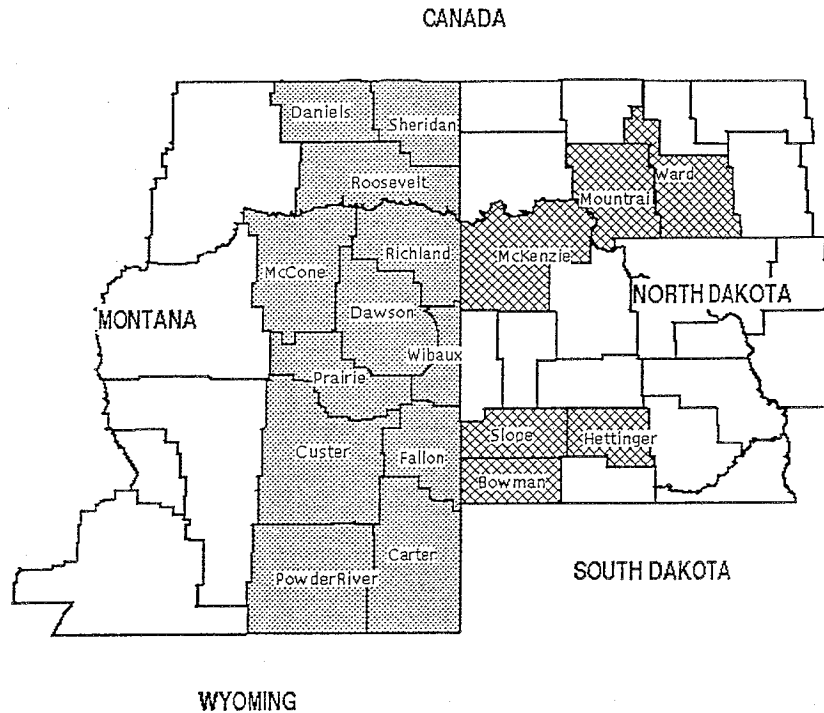 CANADA
Daniels
Sheridan
Roosevelt
Ward
Mountrai
Richland
McKenzie
McCone
NORTH DAKOTA
MONTANA
Dawson
Wibaux
Prairie
Slope
Hettinger
Custer
Fallon
Bowman
Carter
PowderRiver
SOUTH DAKOTA
WYOMING